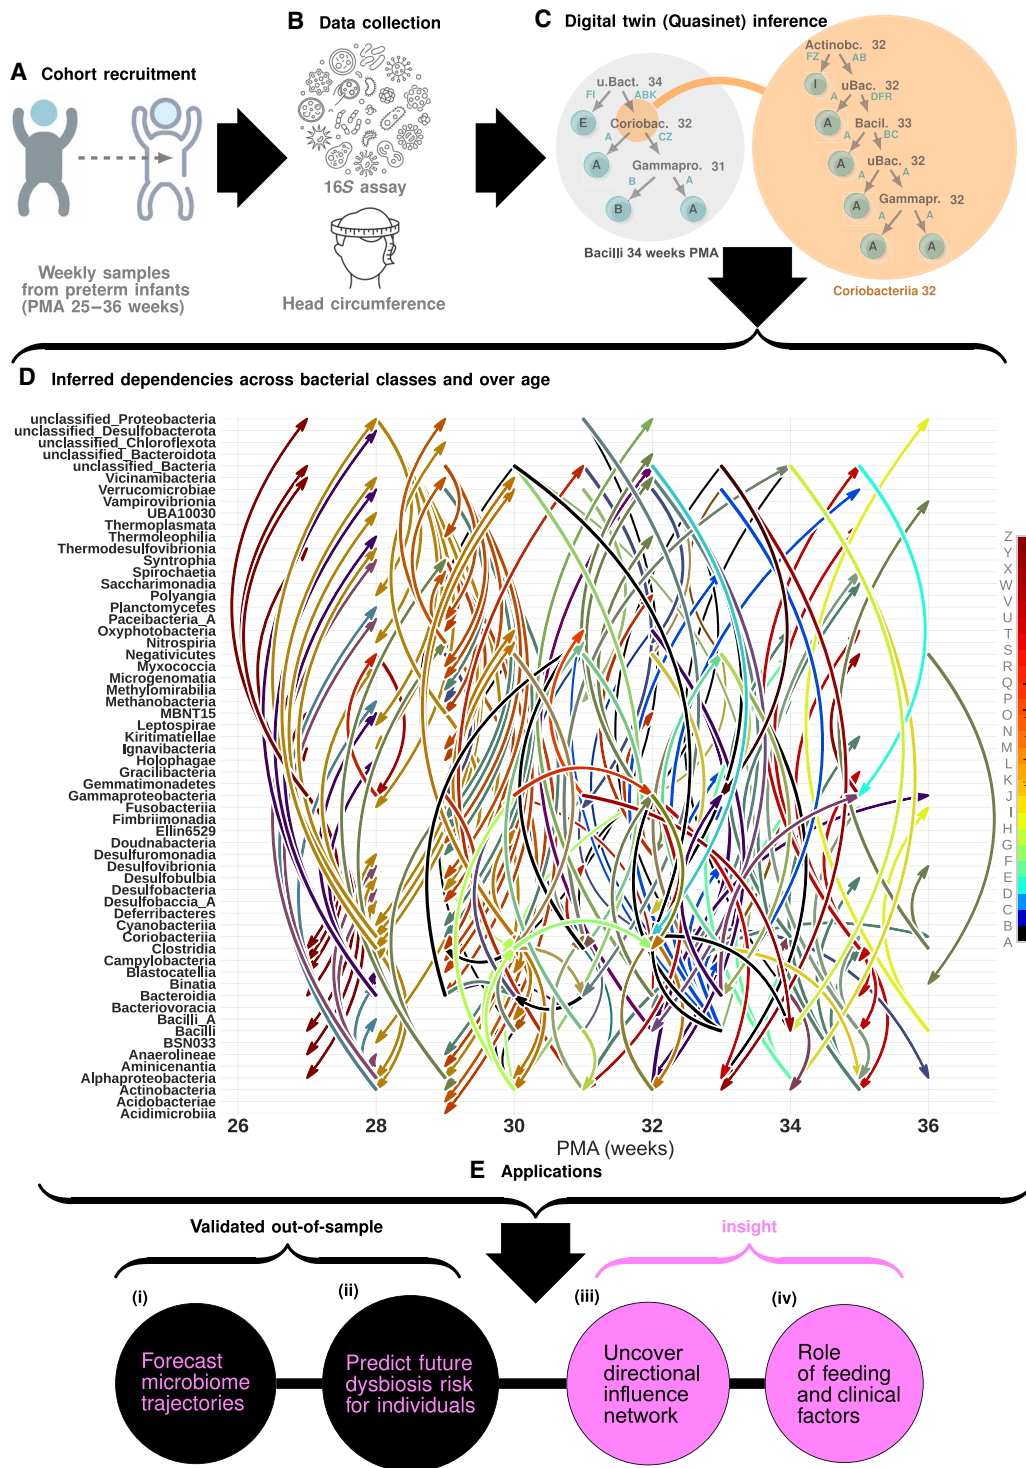 A Cohort recruitment
Weekly samples
from preterm infants
(PMA 25–36 weeks)
B Data collection
16S assay
Head circumference
C Digital twin (Quasinet) inference
u.Bact. 34
FI
ABK
E
Coriobac. 32
A
CZ
A
Gammapro. 31
B
A
B
A
Bacilli 34 weeks PMA
Actinobc. 32
FZ
AB
I
uBac. 32
A
DFR
A
Bacil. 33
A
BC
A
uBac. 32
A
A
A
Gammapr. 32
A
A
A
A
Coriobacteriia 32
D Inferred dependencies across bacterial classes and over age
unclassified_Proteobacteria
unclassified_Desulfobacterota
unclassified_Chloroflexota
unclassified_Bacteroidota
unclassified_Bacteria
Vicinamibacteria
Verrucomicrobiae
Vampirovibrionia
UBA10030
Thermoplasmata
Thermoleophilia
Thermodesulfovibrionia
Syntrophia
Spirochaetia
Saccharimonadia
Polyangia
Planctomycetes
Paceibacteria_A
Oxyphotobacteria
Nitrospiria
Negativicutes
Myxococcia
Microgenomatia
Methylomirabilia
Methanobacteria
MBNT15
Leptospirae
Kiritimatiellae
Ignavibacteria
Holophagae
Gracilibacteria
Gemmatimonadetes
Gammaproteobacteria
Fusobacteriia
Fimbriimonadia
Ellin6529
Doudnabacteria
Desulfuromonadia
Desulfovibrionia
Desulfobulbia
Desulfobacteria
Desulfobaccia_A
Deferribacteres
Cyanobacteriia
Coriobacteriia
Clostridia
Campylobacteria
Blastocatellia
Binatia
Bacteroidia
Bacteriovoracia
Bacilli_A
Bacilli
BSN033
Anaerolineae
Aminicenantia
Alphaproteobacteria
Actinobacteria
Acidobacteriae
Acidimicrobiia
26 28 30 32 34 36
PMA (weeks)
Z
Y
X
W
V
U
T
S
R
Q
P
O
N
M
L
K
J
I
H
G
F
E
D
C
B
A
E Applications
Validated out-of-sample
insight
(i)
Forecast
microbiome
trajectories
(ii)
Predict future
dysbiosis risk
for individuals
(iii)
Uncover
directional
influence
network
(iv)
Role
of feeding
and clinical
factors